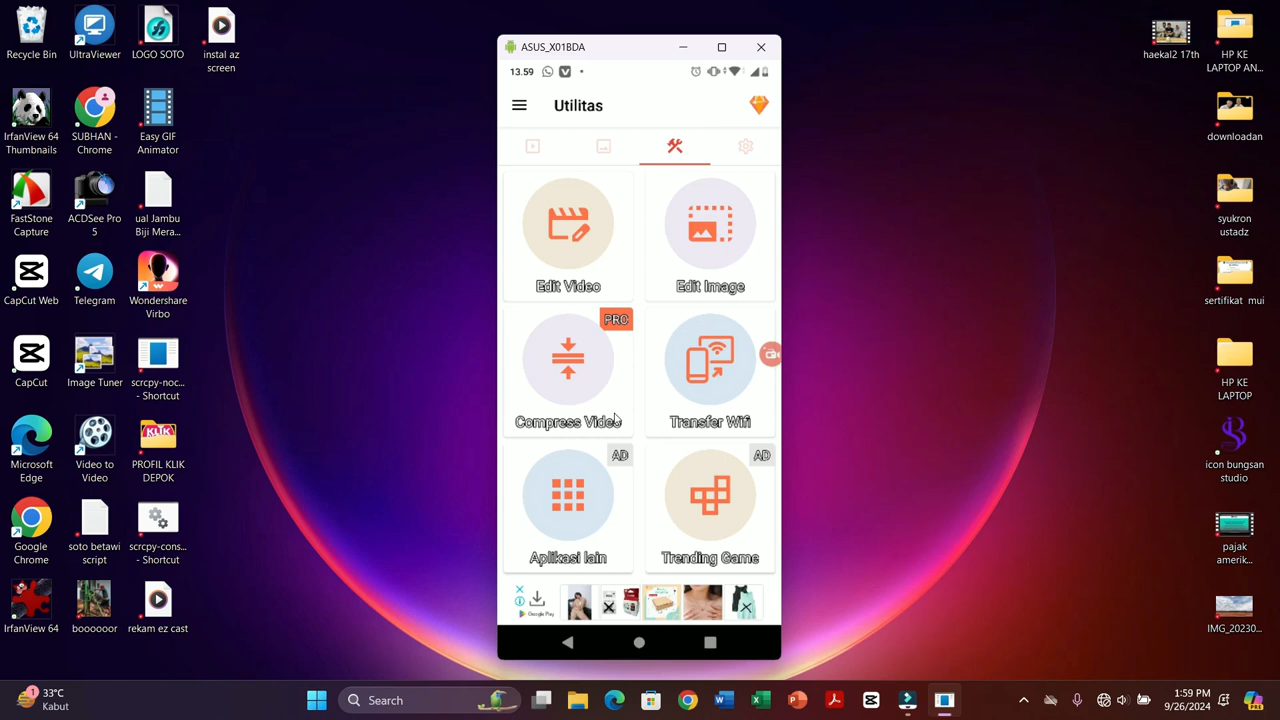 Recycle Bin
UltraViewer
LOGO SOTO
instal az
screen
IrfanView 64
Thumbnails
SUBHAN -
Chrome
Easy GIF
Animator
FastStone
Capture
ACDSee Pro
5
ual Jambu
Biji Mera...
CapCut Web
Telegram
Wondershare
Virbo
CapCut
Image Tuner
scrcpy-noc...
- Shortcut
Microsoft
Edge
Video to
Video
KLIK
PROFIL KLIK
DEPOK
Google
Chrome
soto betawi
script
scrcpy-cons...
- Shortcut
IrfanView 64
boooooor
rekam ez cast
ASUS_X01BDA
13.59
Utilitas
Edit Video
Edit Image
PRO
Compress Video
Transfer Wifi
AD
Aplikasi lain
AD
Trending Game
Google Play
haekal2 17th
HP KE
LAPTOP AN...
downloadan
syukron
ustadz
sertifikat mui
HP KE
LAPTOP
icon bungsan
studio
pajak
amerik...
IMG_20230...
1
33°C
Kabut
Search
1:59 PM
9/26/2024